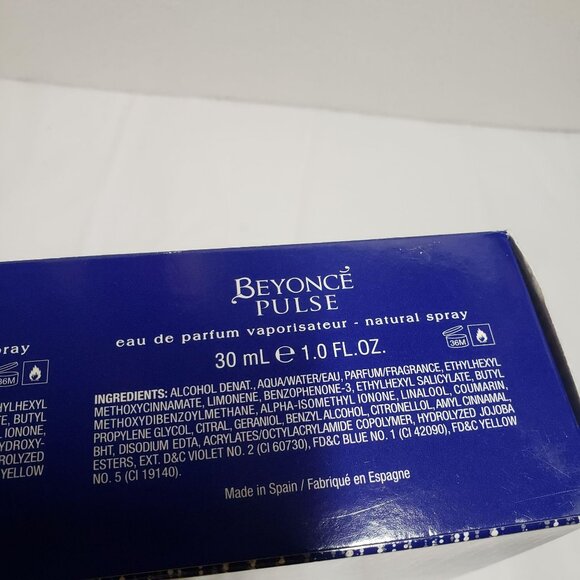 BEYONCÉ
PULSE
eau de parfum vaporisateur - natural spray
30 mL e 1.0 FL.OZ.
36M
INGREDIENTS: ALCOHOL DENAT., AQUA/WATER/EAU, PARFUM/FRAGRANCE, ETHYLHEXYL
METHOXYCINNAMATE, LIMONENE, BENZOPHENONE-3, ETHYLHEXYL SALICYLATE, BUTYL
METHOXYDIBENZOYLMETHANE, ALPHA-ISOMETHYL IONONE, LINALOOL, COUMARIN,
PROPYLENE GLYCOL, CITRAL, GERANIOL, BENZYL ALCOHOL, CITRONELLOL, AMYL CINNAMAL,
BHT, DISODIUM EDTA, ACRYLATES/OCTYLACRYLAMIDE COPOLYMER, HYDROLYZED JOJOBA
ESTERS, EXT. D&C VIOLET NO. 2 (CI 60730), FD&C BLUE NO. 1 (CI 42090), FD&C YELLOW
NO. 5 (CI 19140).
Made in Spain / Fabriqué en Espagne
36M
BUTYL
IONONE,
YELLOW